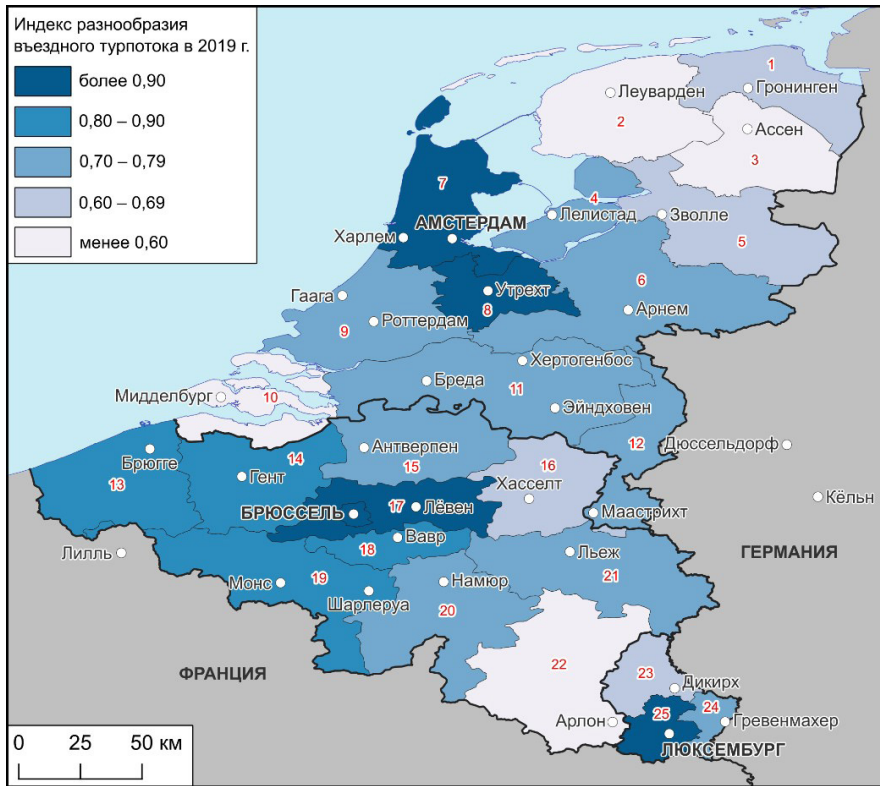 Индекс разнообразия
въездного турпотока в 2019 г.
более 0,90
0,80 – 0,90
0,70 – 0,79
0,60 – 0,69
менее 0,60
1
Гронинген
Леуварден
2
Ассен
3
7
4
Лелистад
Зволле
АМСТЕРДАМ
Харлем
5
6
Утрехт
8
Гаага
Арнем
Роттердам
9
Хертогенбос
11
Бреда
Мидделбург
10
Эйндховен
12
Дюссельдорф
Антверпен
15
Брюгге
13
14
Гент
16
Хасселт
Кёльн
БРЮССЕЛЬ
17
Лёвен
Маастрихт
Вавр
18
Лилль
Льеж
ГЕРМАНИЯ
19
Монс
Шарлеруа
Намюр
20
21
ФРАНЦИЯ
22
23
Дикирх
24
25
Арлон
Гревенмахер
ЛЮКСЕМБУРГ
0 25 50 км